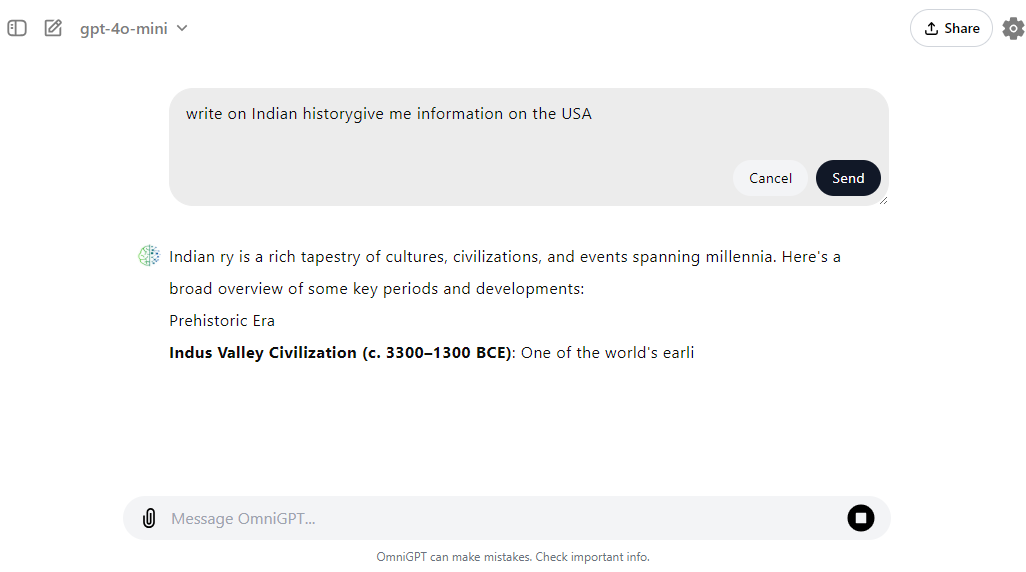 gpt-4o-mini
Share
write on Indian historygive me information on the USA
Cancel
Send
Indian ry is a rich tapestry of cultures, civilizations, and events spanning millennia. Here's a
broad overview of some key periods and developments:
Prehistoric Era
Indus Valley Civilization (c. 3300–1300 BCE): One of the world's earli
Message OmniGPT...
OmniGPT can make mistakes. Check important info.